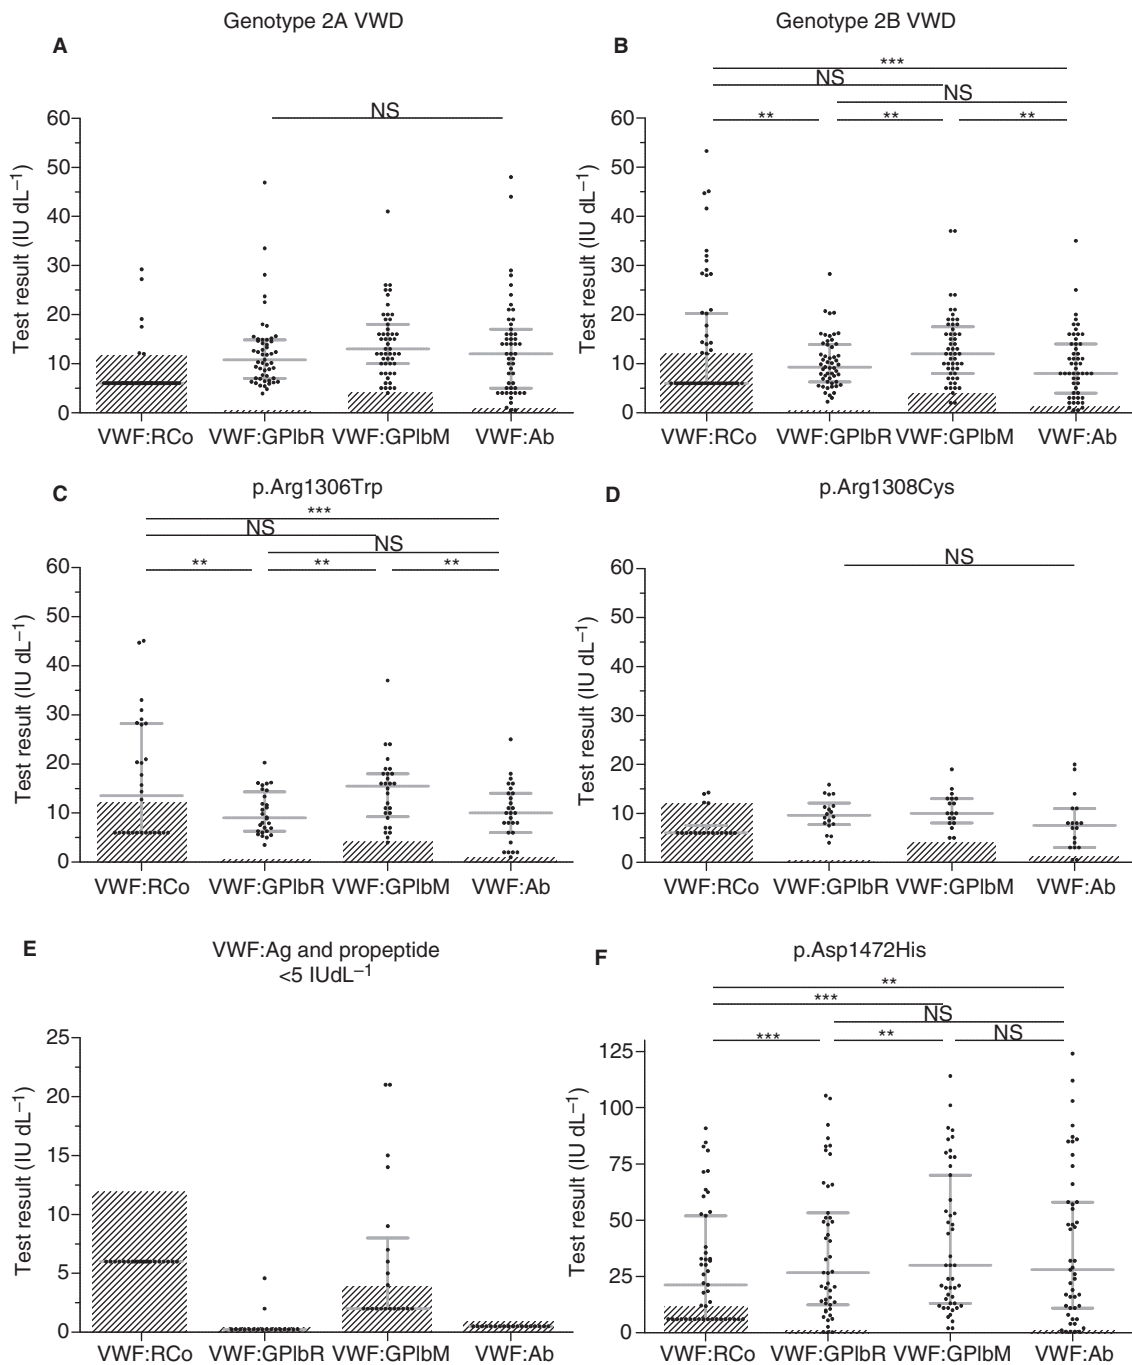 Genotype 2A VWD
A
NS
Test result (IU dL–1)
60
50
40
30
20
10
0
VWF:RCo VWF:GPIbR VWF:GPIbM VWF:Ab
Genotype 2B VWD
B
***
NS
NS
** ** **
Test result (IU dL–1)
60
50
40
30
20
10
0
VWF:RCo VWF:GPIbR VWF:GPIbM VWF:Ab
C
p.Arg1306Trp
***
NS
NS
** ** **
Test result (IU dL–1)
60
50
40
30
20
10
0
VWF:RCo VWF:GPIbR VWF:GPIbM VWF:Ab
D
p.Arg1308Cys
NS
Test result (IU dL–1)
60
50
40
30
20
10
0
VWF:RCo VWF:GPIbR VWF:GPIbM VWF:Ab
E
VWF:Ag and propeptide
<5 IUdL–1
Test result (IU dL–1)
25
20
15
10
5
0
VWF:RCo VWF:GPIbR VWF:GPIbM VWF:Ab
F
p.Asp1472His
**
***
NS
*** ** NS
Test result (IU dL–1)
125
100
75
50
25
0
VWF:RCo VWF:GPIbR VWF:GPIbM VWF:Ab